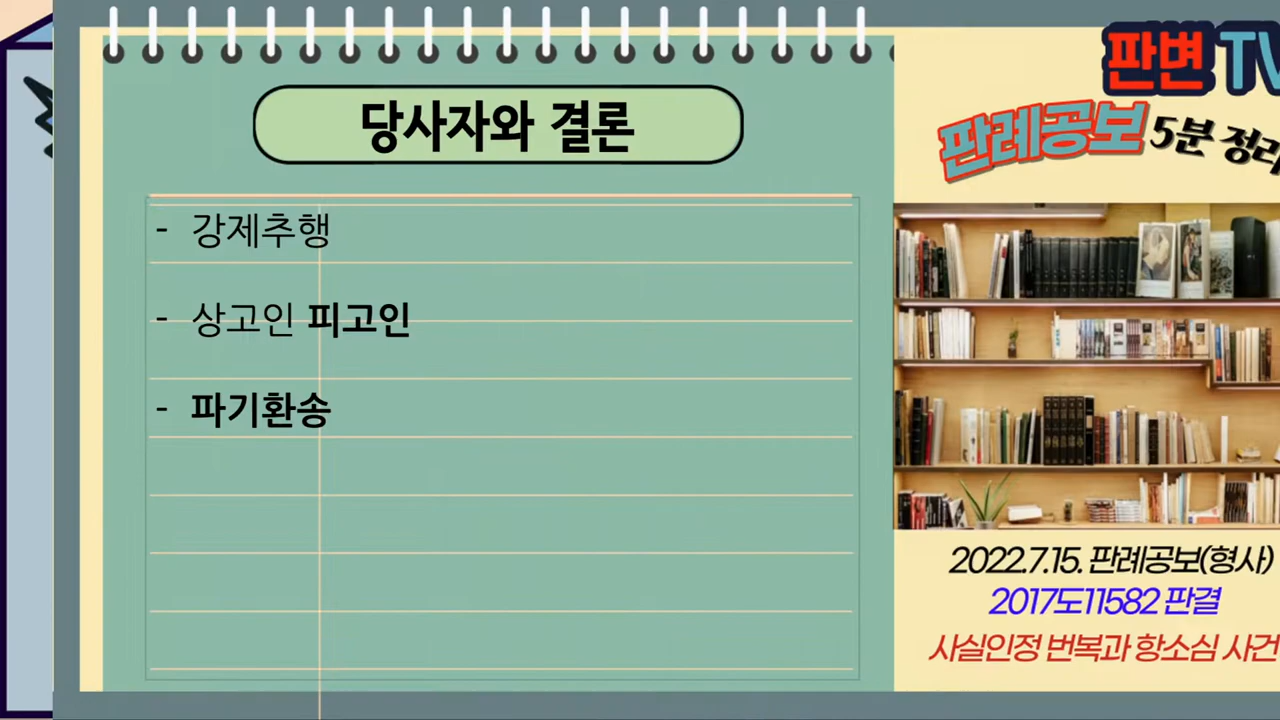 당사자와 결론
- 강제추행
- 상고인 피고인
- 파기환송
판변 TV
판례공보 5분 정리
2022.7.15. 판례공보(형사)
2017도11582 판결
사실인정 번복과 항소심 사건